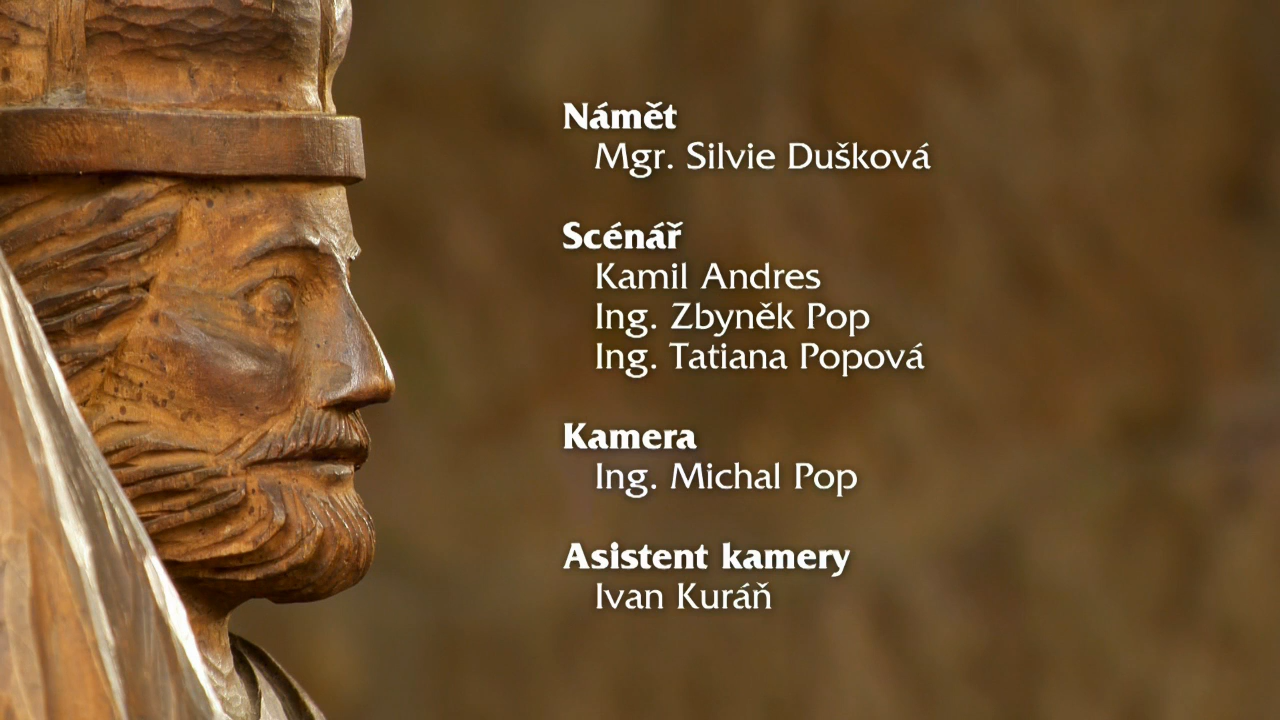 Námět
Mgr. Silvie Dušková
Scénář
Kamil Andres
Ing. Zbyněk Pop
Ing. Tatiana Popová
Kamera
Ing. Michal Pop
Asistent kamery
Ivan Kuráň